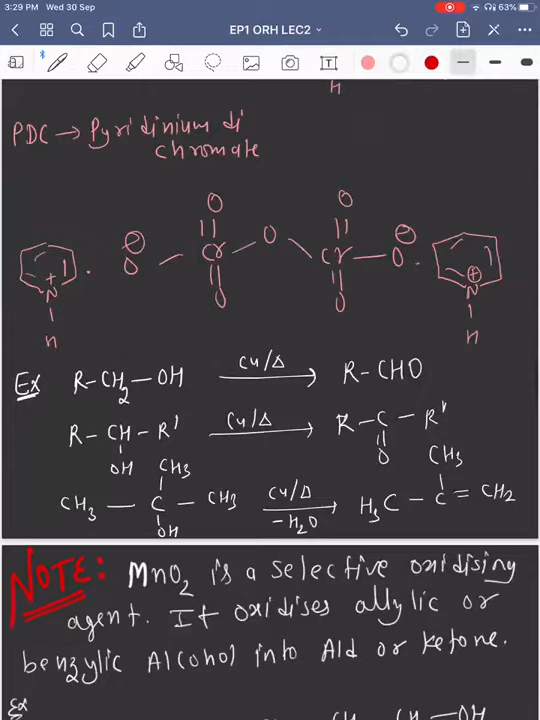 3:29 PM Wed 30 Sep 63%
EP1 ORH LEC2
T
H
PDC → Pyridinium di
chromate
O O
⊖ || O || ⊖
O — Cr — Cr — O
|| ||
O O
+ N ⊕ N
H H
Ex R-CH2-OH Cu/Δ → R-CHO
R - CH - R' Cu/Δ → R - C - R'
OH O
CH3 CH3
CH3 — C — CH3 Cu/Δ → H3C - C = CH2
OH -H2O
NOTE: MnO2 is a selective oxidising
agent. It oxidises allylic or
benzylic Alcohol into Ald or ketone.
Ex
CH - OH